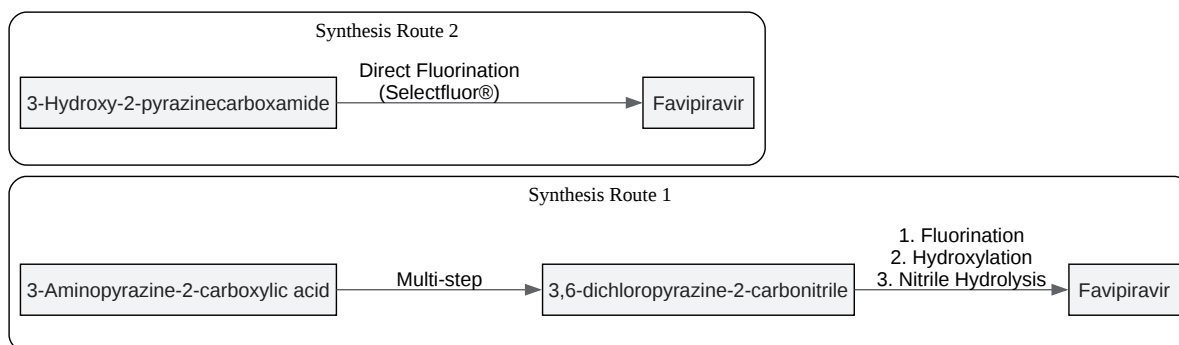 Synthesis Route 2
3-Hydroxy-2-pyrazinecarboxamide
Direct Fluorination
(Selectfluor®)
Favipiravir
Synthesis Route 1
3-Aminopyrazine-2-carboxylic acid
Multi-step
3,6-dichloropyrazine-2-carbonitrile
1. Fluorination
2. Hydroxylation
3. Nitrile Hydrolysis
Favipiravir